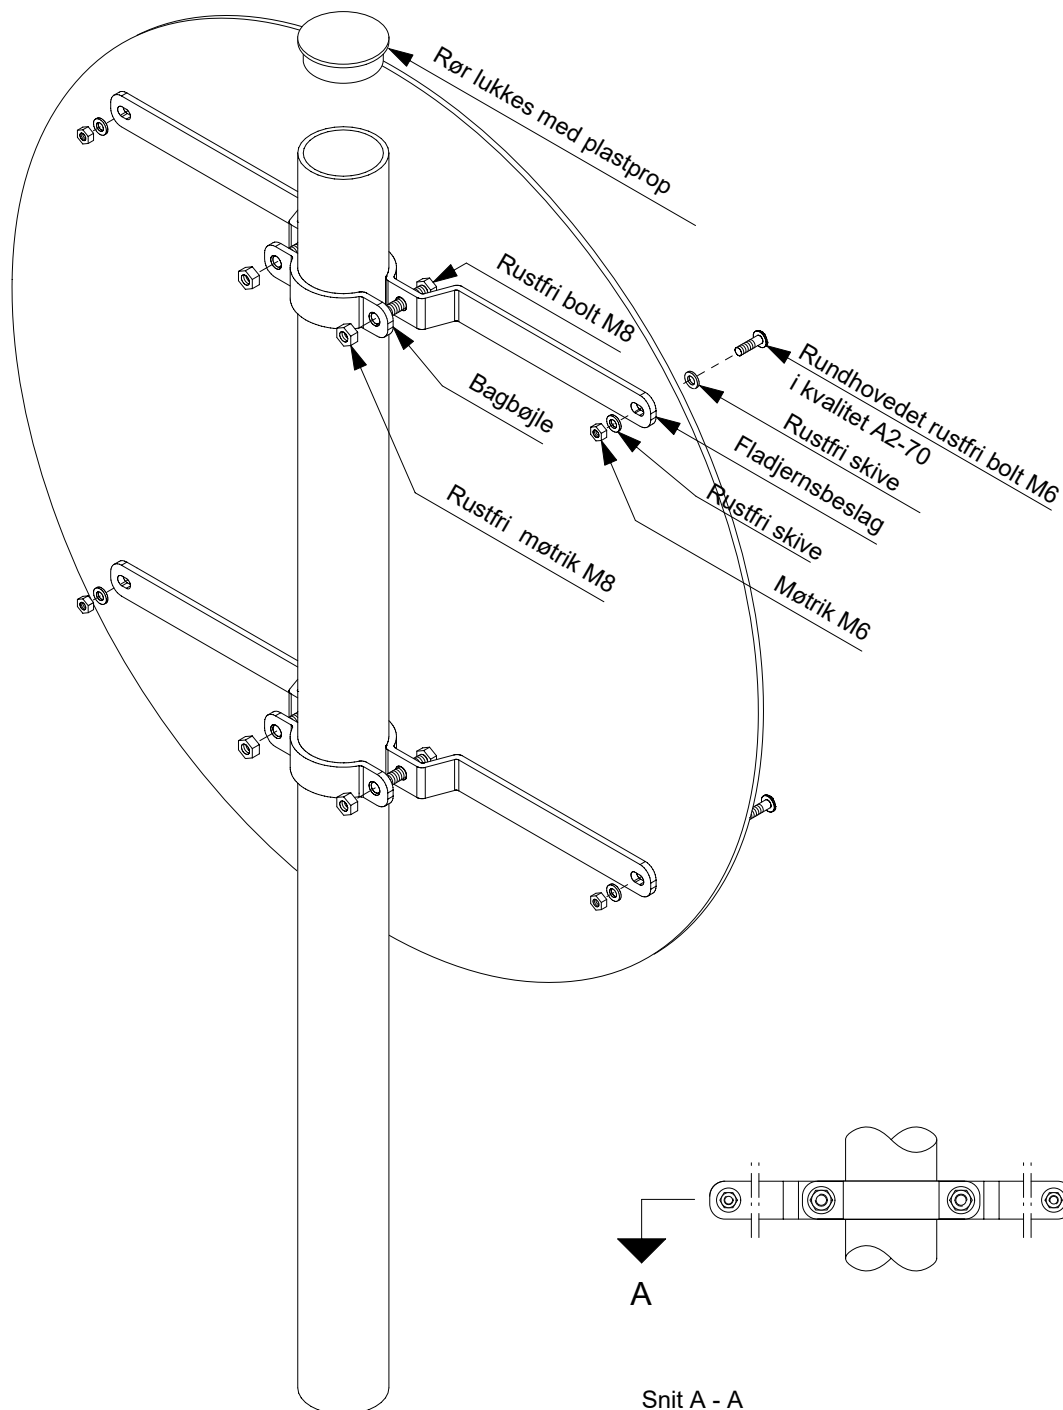 Rør lukkes med plastprop
Rustfri bolt M8
Bagbøjle
Rustfri møtrik M8
Rundhovedet rustfri bolt M6
i kvalitet A2-70
Rustfri skive
Fladjernsbeslag
Rustfri skive
Møtrik M6
A
Snit A - A